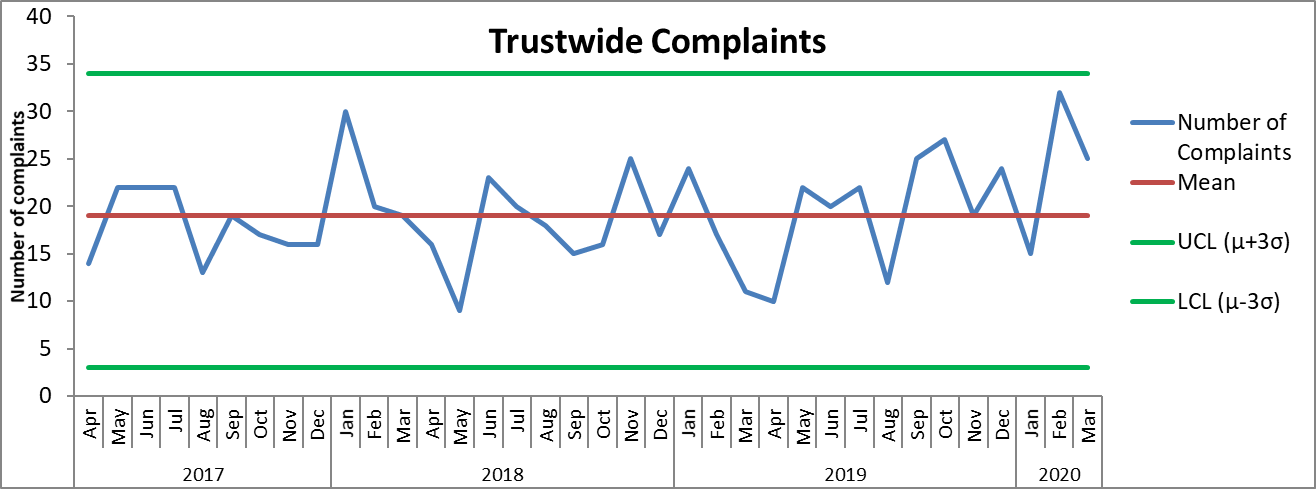 Trustwide Complaints
Number of complaints
40
35
30
25
20
15
10
5
0
Apr May Jun Jul Aug Sep Oct Nov Dec Jan Feb Mar Apr May Jun Jul Aug Sep Oct Nov Dec Jan Feb Mar Apr May Jun Jul Aug Sep Oct Nov Dec Jan Feb Mar
2017 2018 2019 2020
Number of
Complaints
Mean
UCL (μ+3σ)
LCL (μ-3σ)